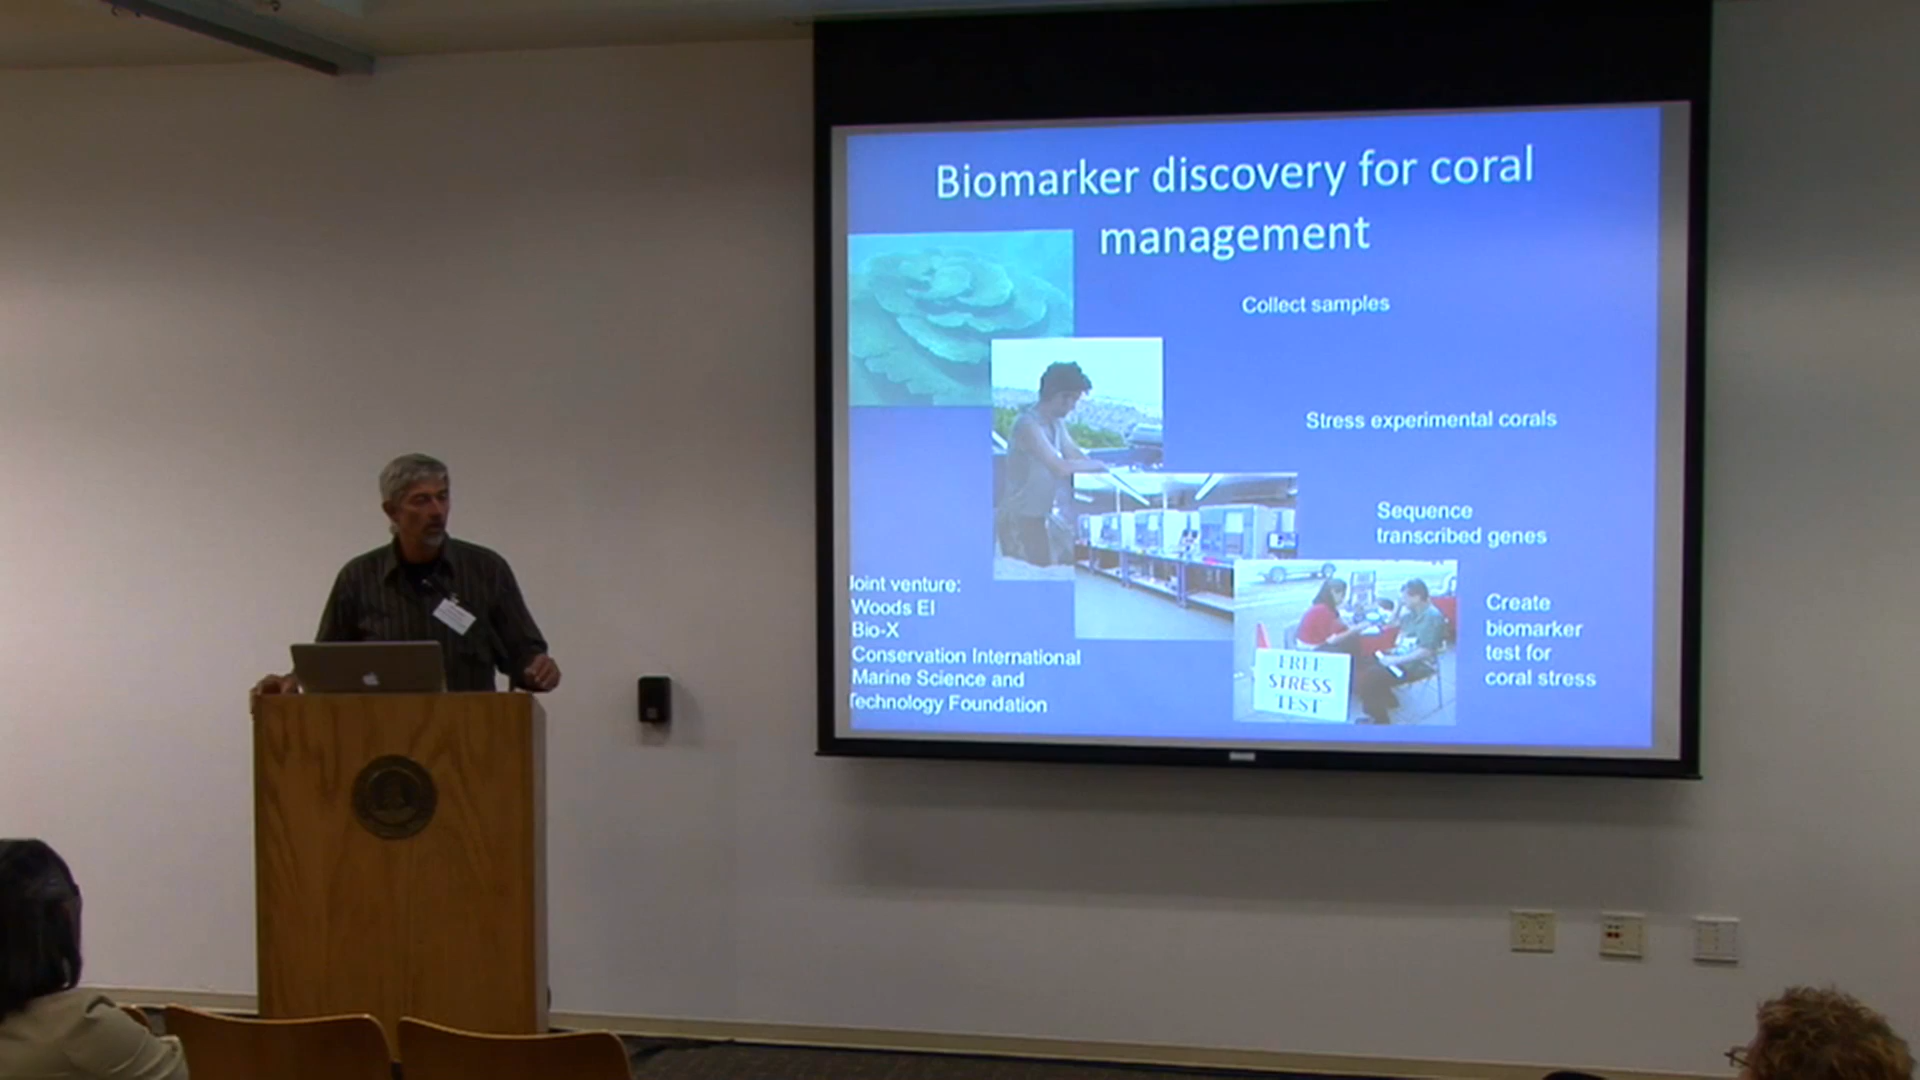 Biomarker discovery for coral
management
Collect samples
Stress experimental corals
Sequence
transcribed genes
Create
biomarker
test for
coral stress
Joint venture:
Woods EI
Bio-X
Conservation International
Marine Science and
Technology Foundation
FREE
STRESS
TEST